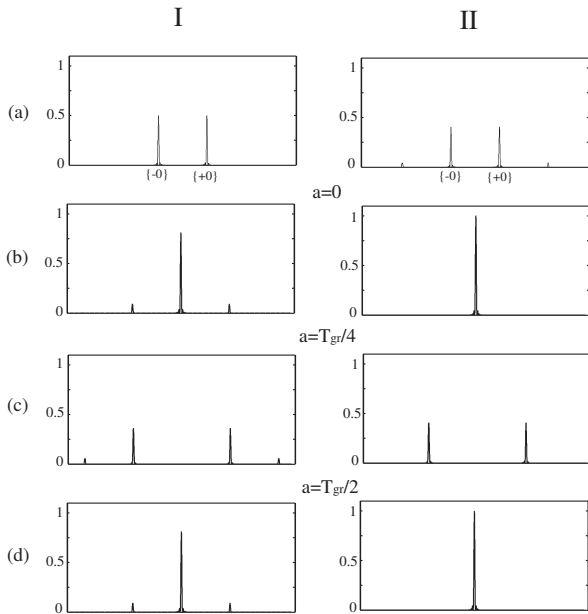 I II
(a) 1 0.5 0 {-0} {+0} 1 0.5 0 {-0} {+0}
a=0
(b) 1 0.5 0 1 0.5 0
a=Tgr/4
(c) 1 0.5 0 1 0.5 0
a=Tgr/2
(d) 1 0.5 0 1 0.5 0